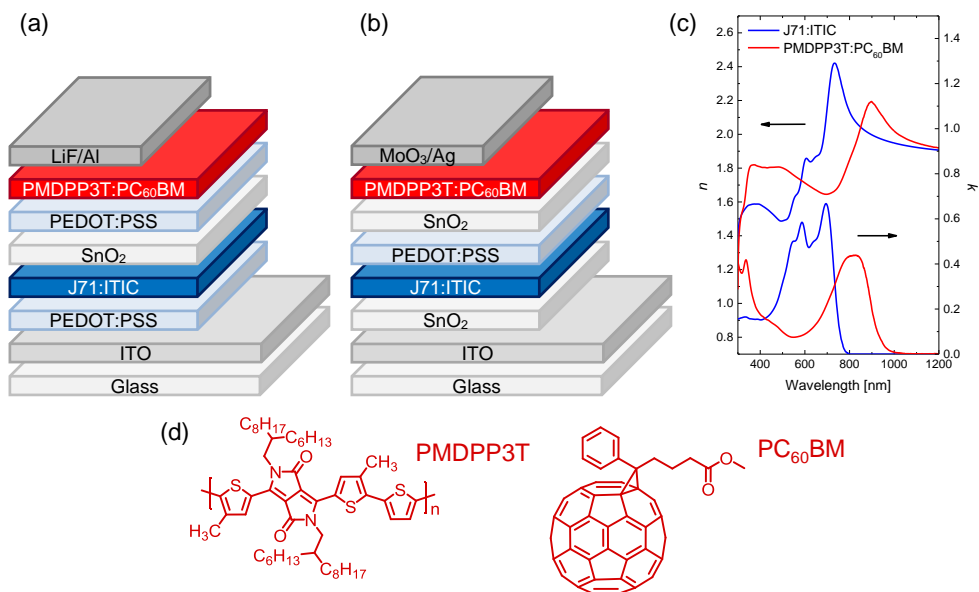 (a)
LiF/Al
PMDPP3T:PC₆₀BM
PEDOT:PSS
SnO₂
J71:ITIC
PEDOT:PSS
ITO
Glass
(b)
MoO₃/Ag
PMDPP3T:PC₆₀BM
SnO₂
PEDOT:PSS
J71:ITIC
SnO₂
ITO
Glass
(c)
J71:ITIC
PMDPP3T:PC₆₀BM
2.6
2.4
2.2
2.0
1.8
1.6
1.4
1.2
1.0
0.8
n
1.4
1.2
1.0
0.8
0.6
0.4
0.2
0.0
k
400 600 800 1000 1200
Wavelength [nm]
(d)
C₈H₁₇
C₆H₁₃
PMDPP3T
CH₃
O
N
S
S
S
n
N
O
H₃C
C₆H₁₃
C₈H₁₇
PC₆₀BM
O
O